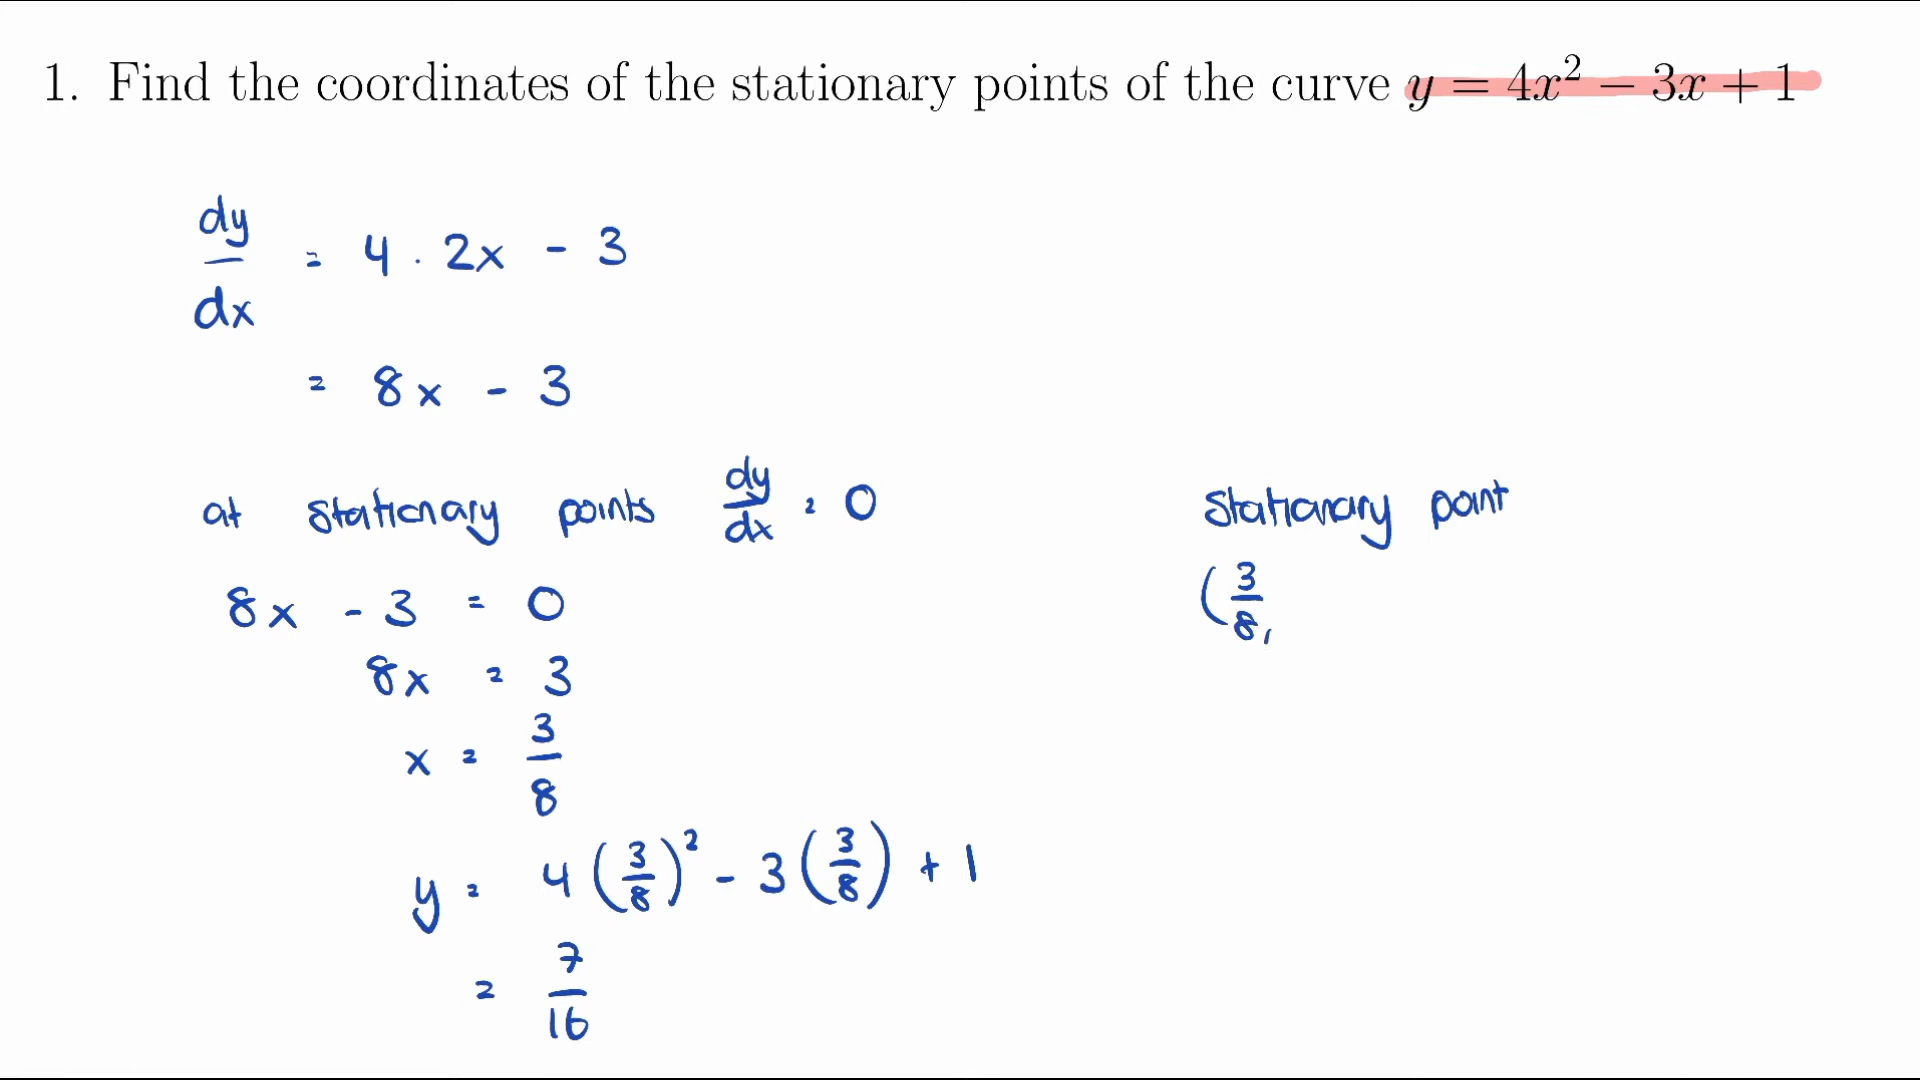 1. Find the coordinates of the stationary points of the curve y = 4x² − 3x + 1
dy/dx = 4 . 2x - 3
= 8x - 3
at stationary points dy/dx = 0
8x - 3 = 0
8x = 3
x = 3/8
y = 4(3/8)² - 3(3/8) + 1
= 7/16
Stationary point
(3/8,